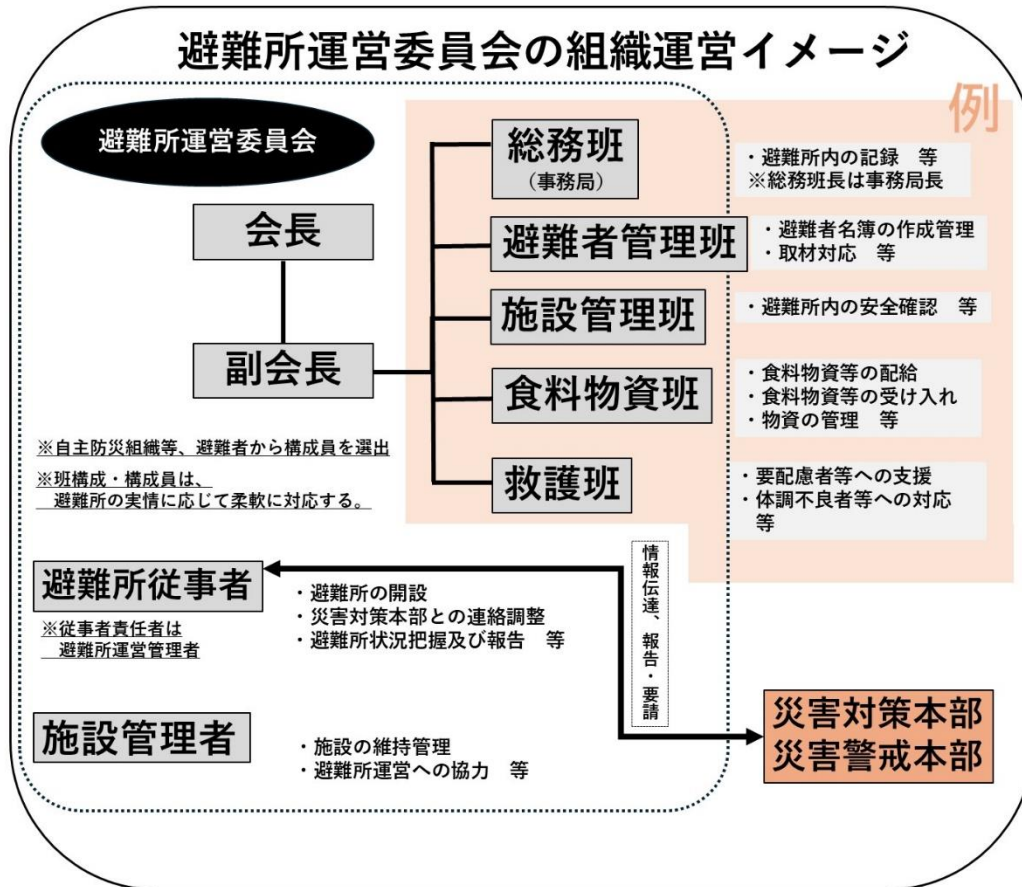 避難所運営委員会の組織運営イメージ
例
避難所運営委員会
会長
副会長
※自主防災組織等、避難者から構成員を選出
※班構成・構成員は、
避難所の実情に応じて柔軟に対応する。
総務班
（事務局）
・避難所内の記録　等
※総務班長は事務局長
避難者管理班
・避難者名簿の作成管理
・取材対応　等
施設管理班
・避難所内の安全確認　等
食料物資班
・食料物資等の配給
・食料物資等の受け入れ
・物資の管理　等
救護班
・要配慮者等への支援
・体調不良者等への対応
等
避難所従事者
※従事者責任者は
避難所運営管理者
・避難所の開設
・災害対策本部との連絡調整
・避難所状況把握及び報告　等
情報伝達、報告・要請
施設管理者
・施設の維持管理
・避難所運営への協力　等
災害対策本部
災害警戒本部